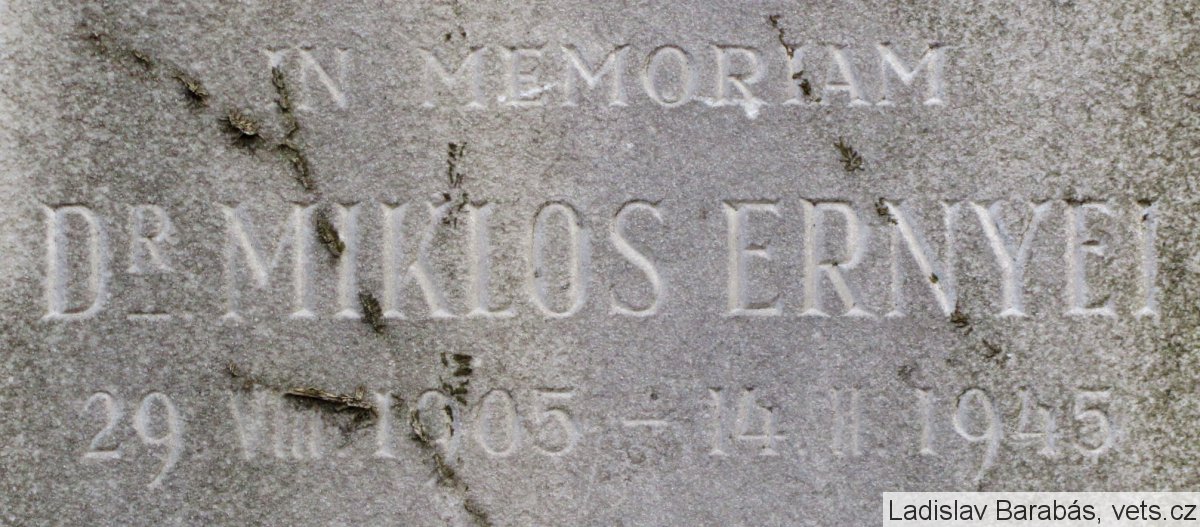 IN MEMORIAM
DR MIKLOS ERNYEI
29 VIII 1905 – 14. II. 1945
Ladislav Barabás, vets.cz